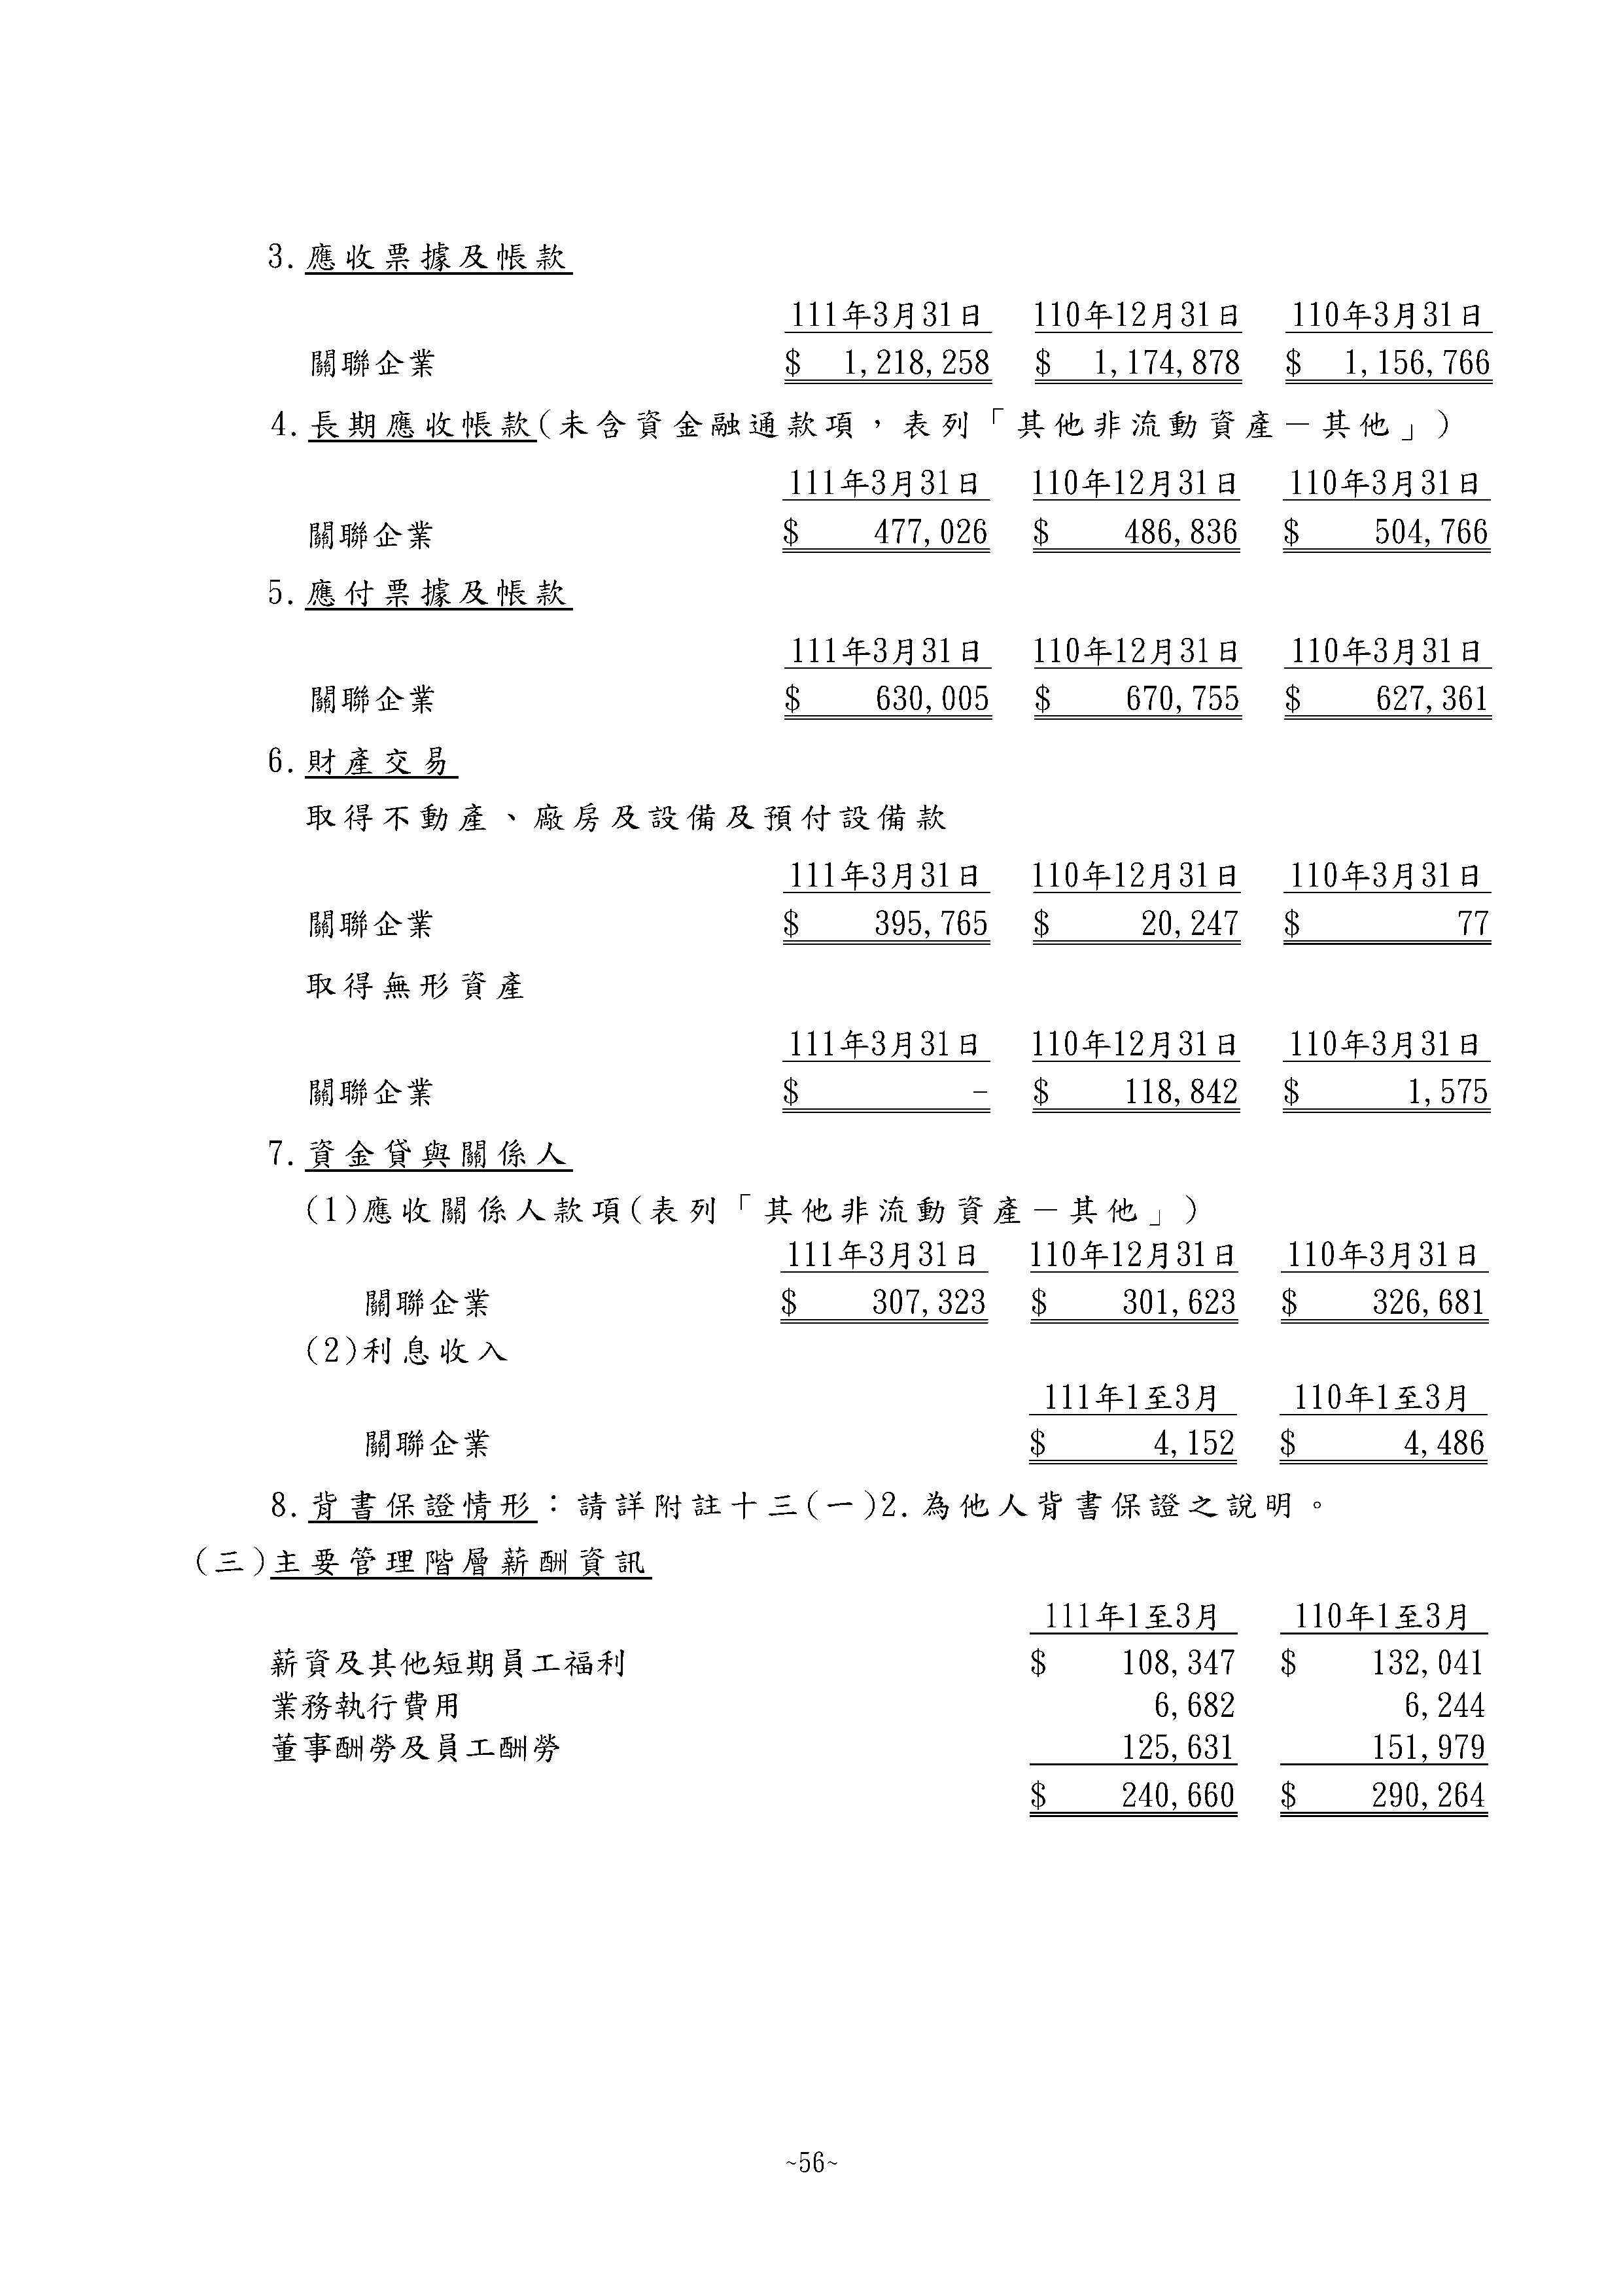 3.應收票據及帳款
111年3月31日 110年12月31日 110年3月31日
關聯企業 $ 1,218,258 $ 1,174,878 $ 1,156,766
4.長期應收帳款(未含資金融通款項，表列「其他非流動資產－其他」)
111年3月31日 110年12月31日 110年3月31日
關聯企業 $ 477,026 $ 486,836 $ 504,766
5.應付票據及帳款
111年3月31日 110年12月31日 110年3月31日
關聯企業 $ 630,005 $ 670,755 $ 627,361
6.財產交易
取得不動產、廠房及設備及預付設備款
111年3月31日 110年12月31日 110年3月31日
關聯企業 $ 395,765 $ 20,247 $ 77
取得無形資產
111年3月31日 110年12月31日 110年3月31日
關聯企業 $ - $ 118,842 $ 1,575
7.資金貸與關係人
(1)應收關係人款項(表列「其他非流動資產－其他」)
111年3月31日 110年12月31日 110年3月31日
關聯企業 $ 307,323 $ 301,623 $ 326,681
(2)利息收入
111年1至3月 110年1至3月
關聯企業 $ 4,152 $ 4,486
8.背書保證情形：請詳附註十三(一)2.為他人背書保證之說明。
(三)主要管理階層薪酬資訊
111年1至3月 110年1至3月
薪資及其他短期員工福利 $ 108,347 $ 132,041
業務執行費用 6,682 6,244
董事酬勞及員工酬勞 125,631 151,979
$ 240,660 $ 290,264
~56~